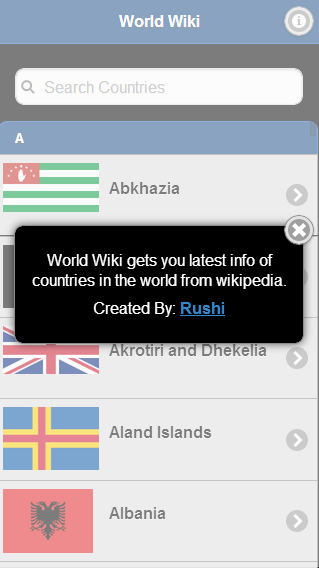 World Wiki
Search Countries
A
Abkhazia
World Wiki gets you latest info of
countries in the world from wikipedia.
Created By: Rushi
Akrotiri and Dhekelia
Aland Islands
Albania